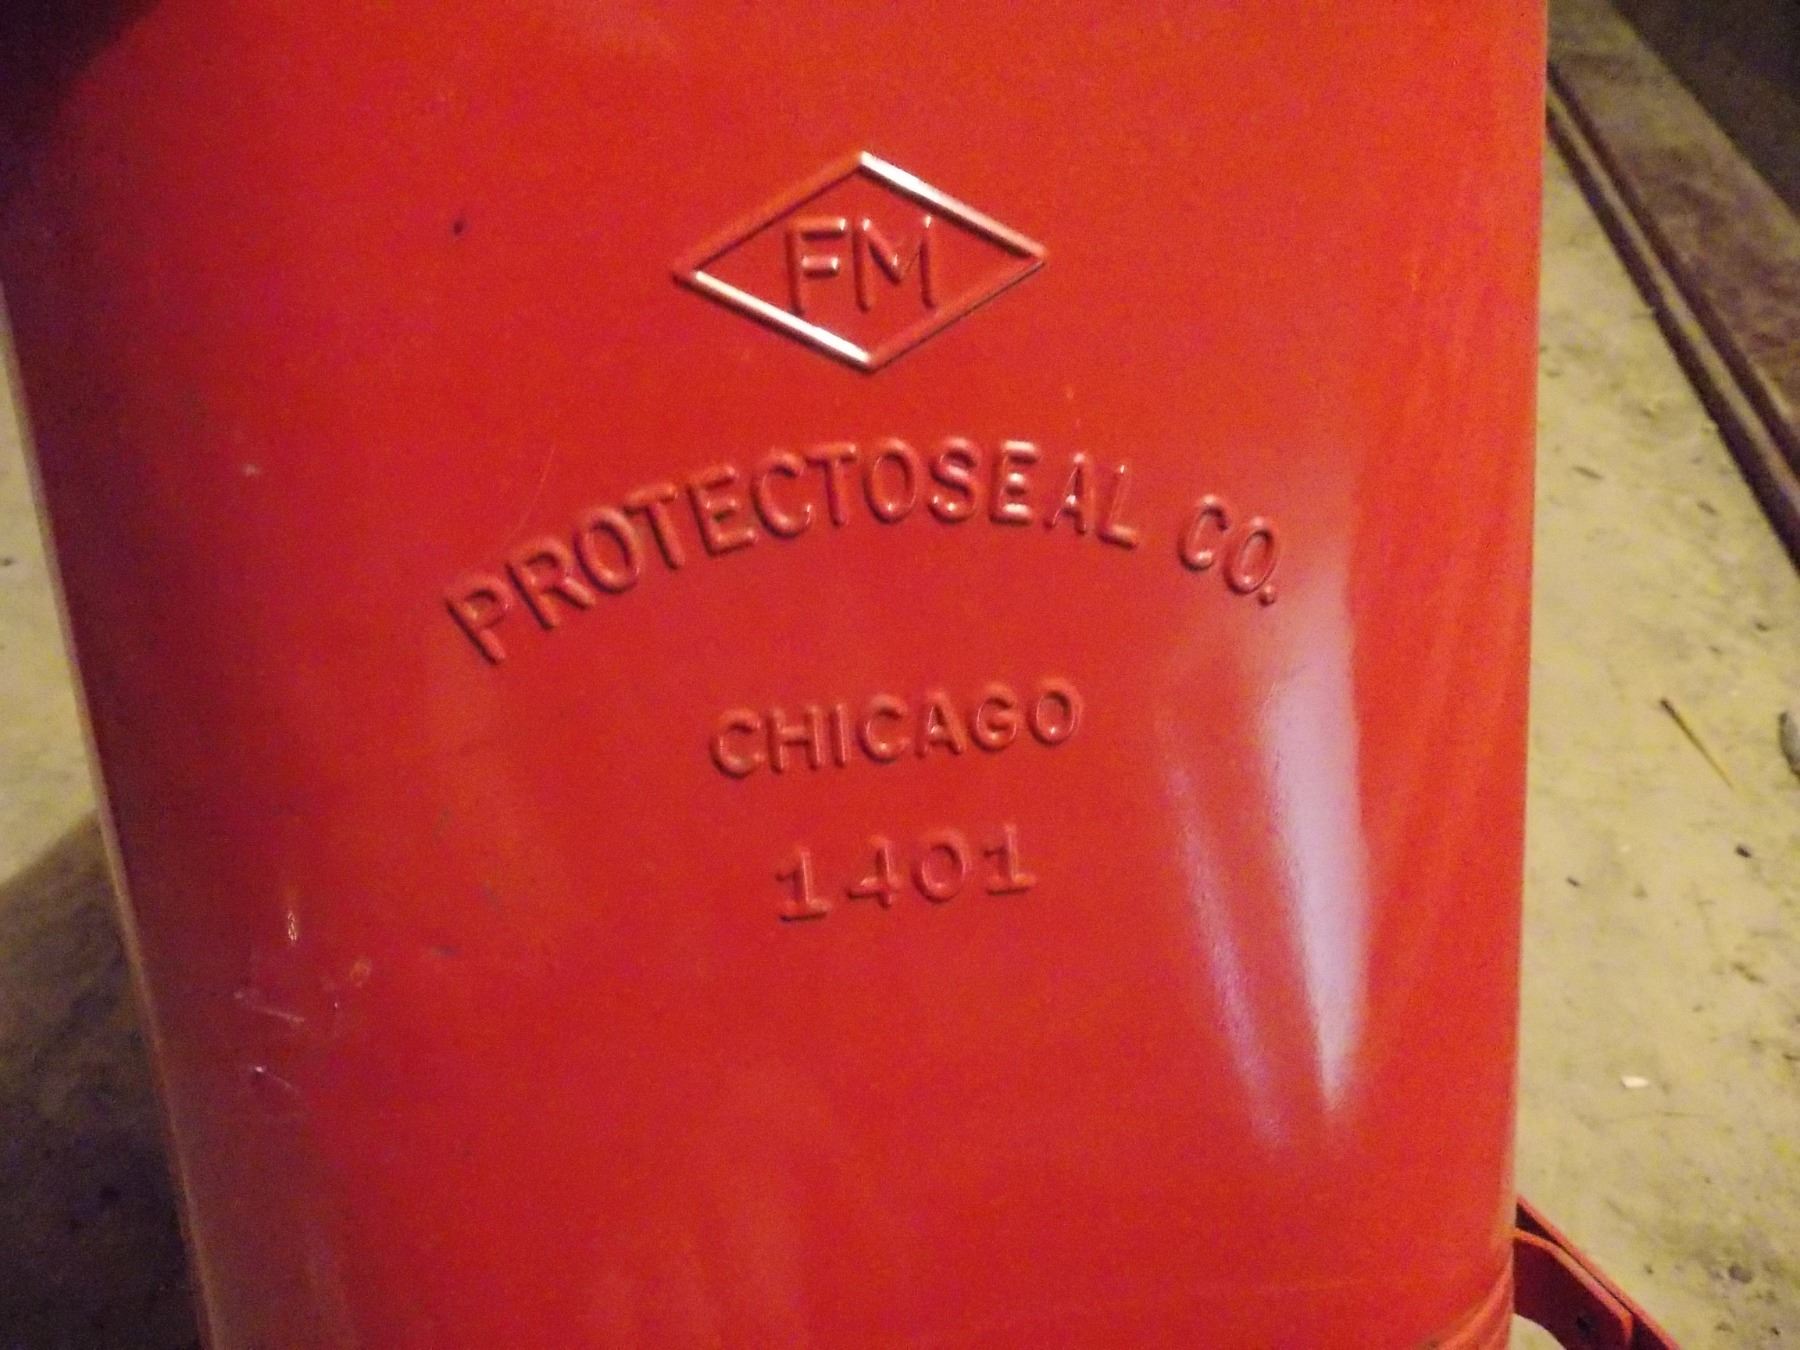 FM
PROTECTOSEAL CO.
CHICAGO
1401